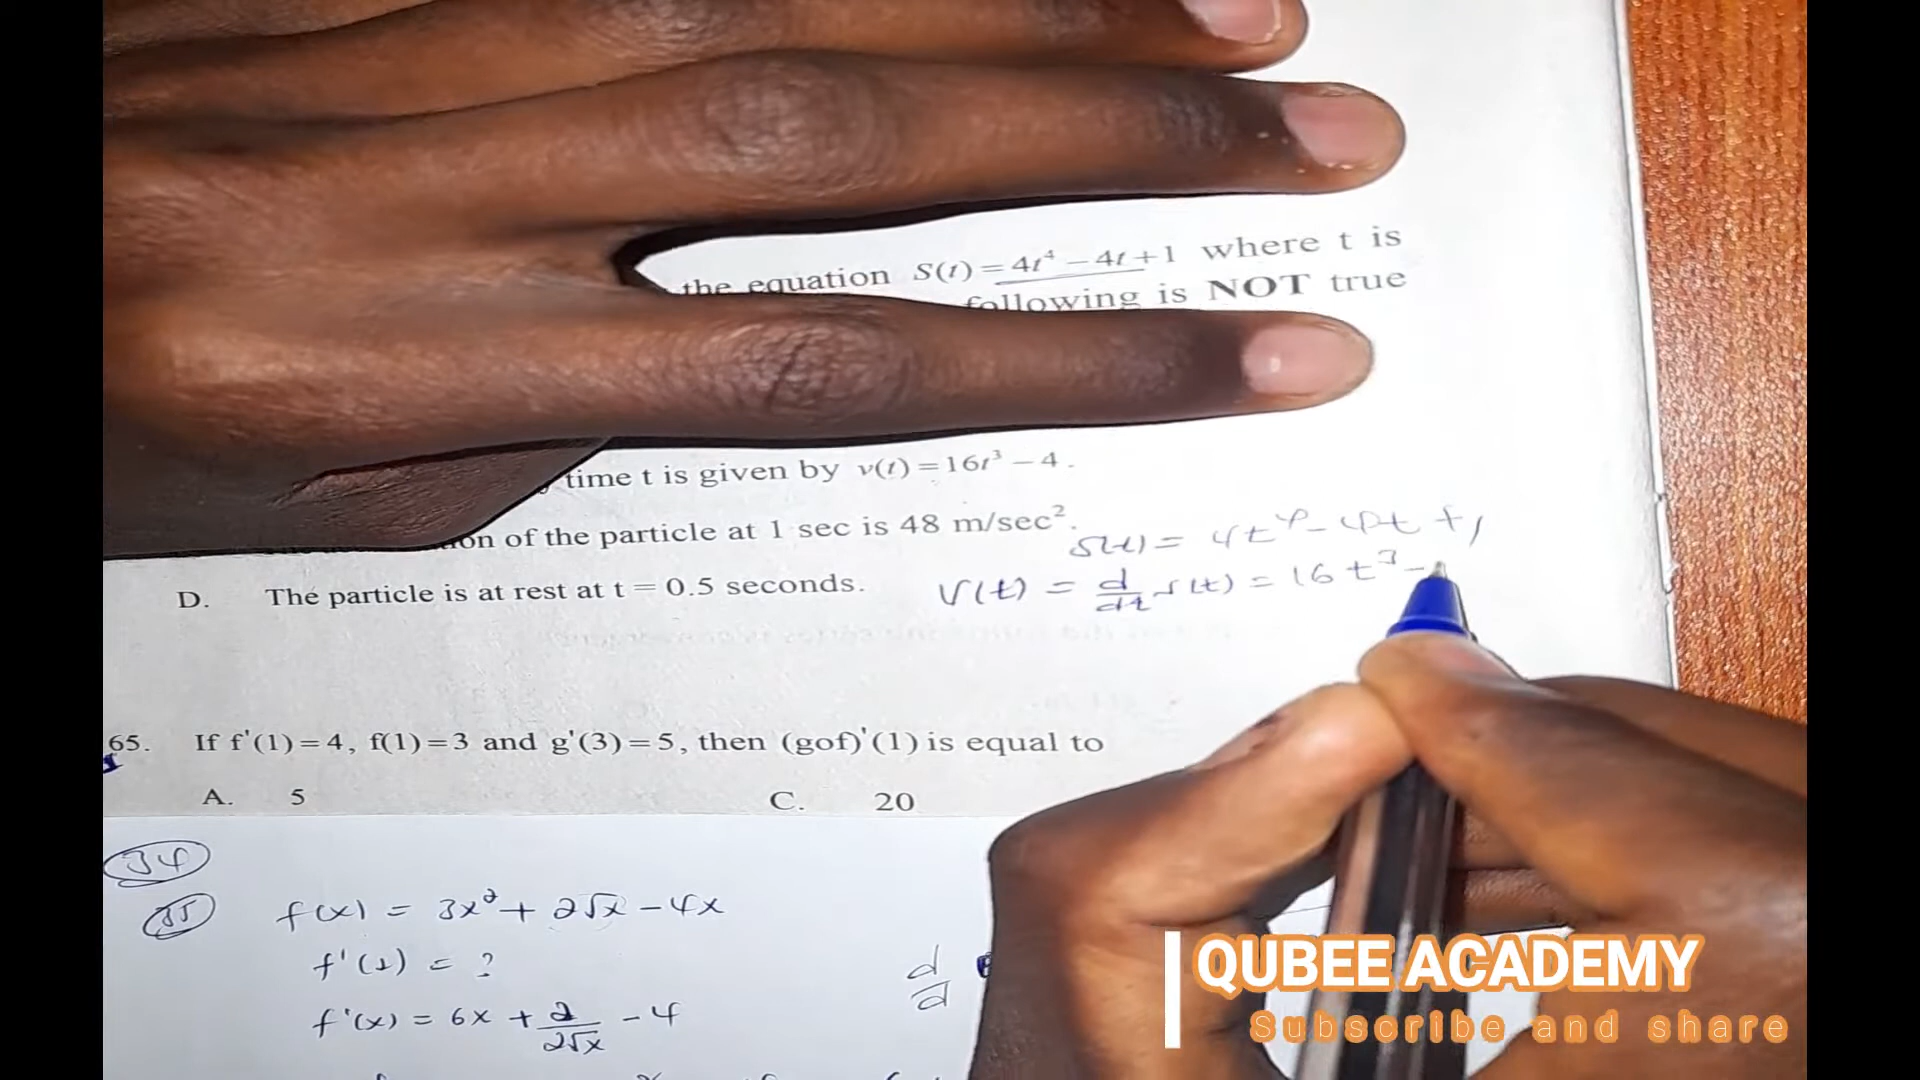 the equation S(t) = 4t⁴ − 4t + 1 where t is
following is NOT true
time t is given by v(t) = 16t³ − 4.
of the particle at 1 sec is 48 m/sec².
S(t) = 4t⁴ - 4t + 1
D. The particle is at rest at t = 0.5 seconds.
V(t) = d/dt s(t) = 16t³ -
65. If f'(1) = 4, f(1) = 3 and g'(3) = 5, then (gof)'(1) is equal to
A. 5 C. 20
34
35 f(x) = 3x² + 2√x - 4x
f'(1) = ?
f'(x) = 6x + 2/2√x - 4
d/d
QUBEE ACADEMY
Subscribe and share